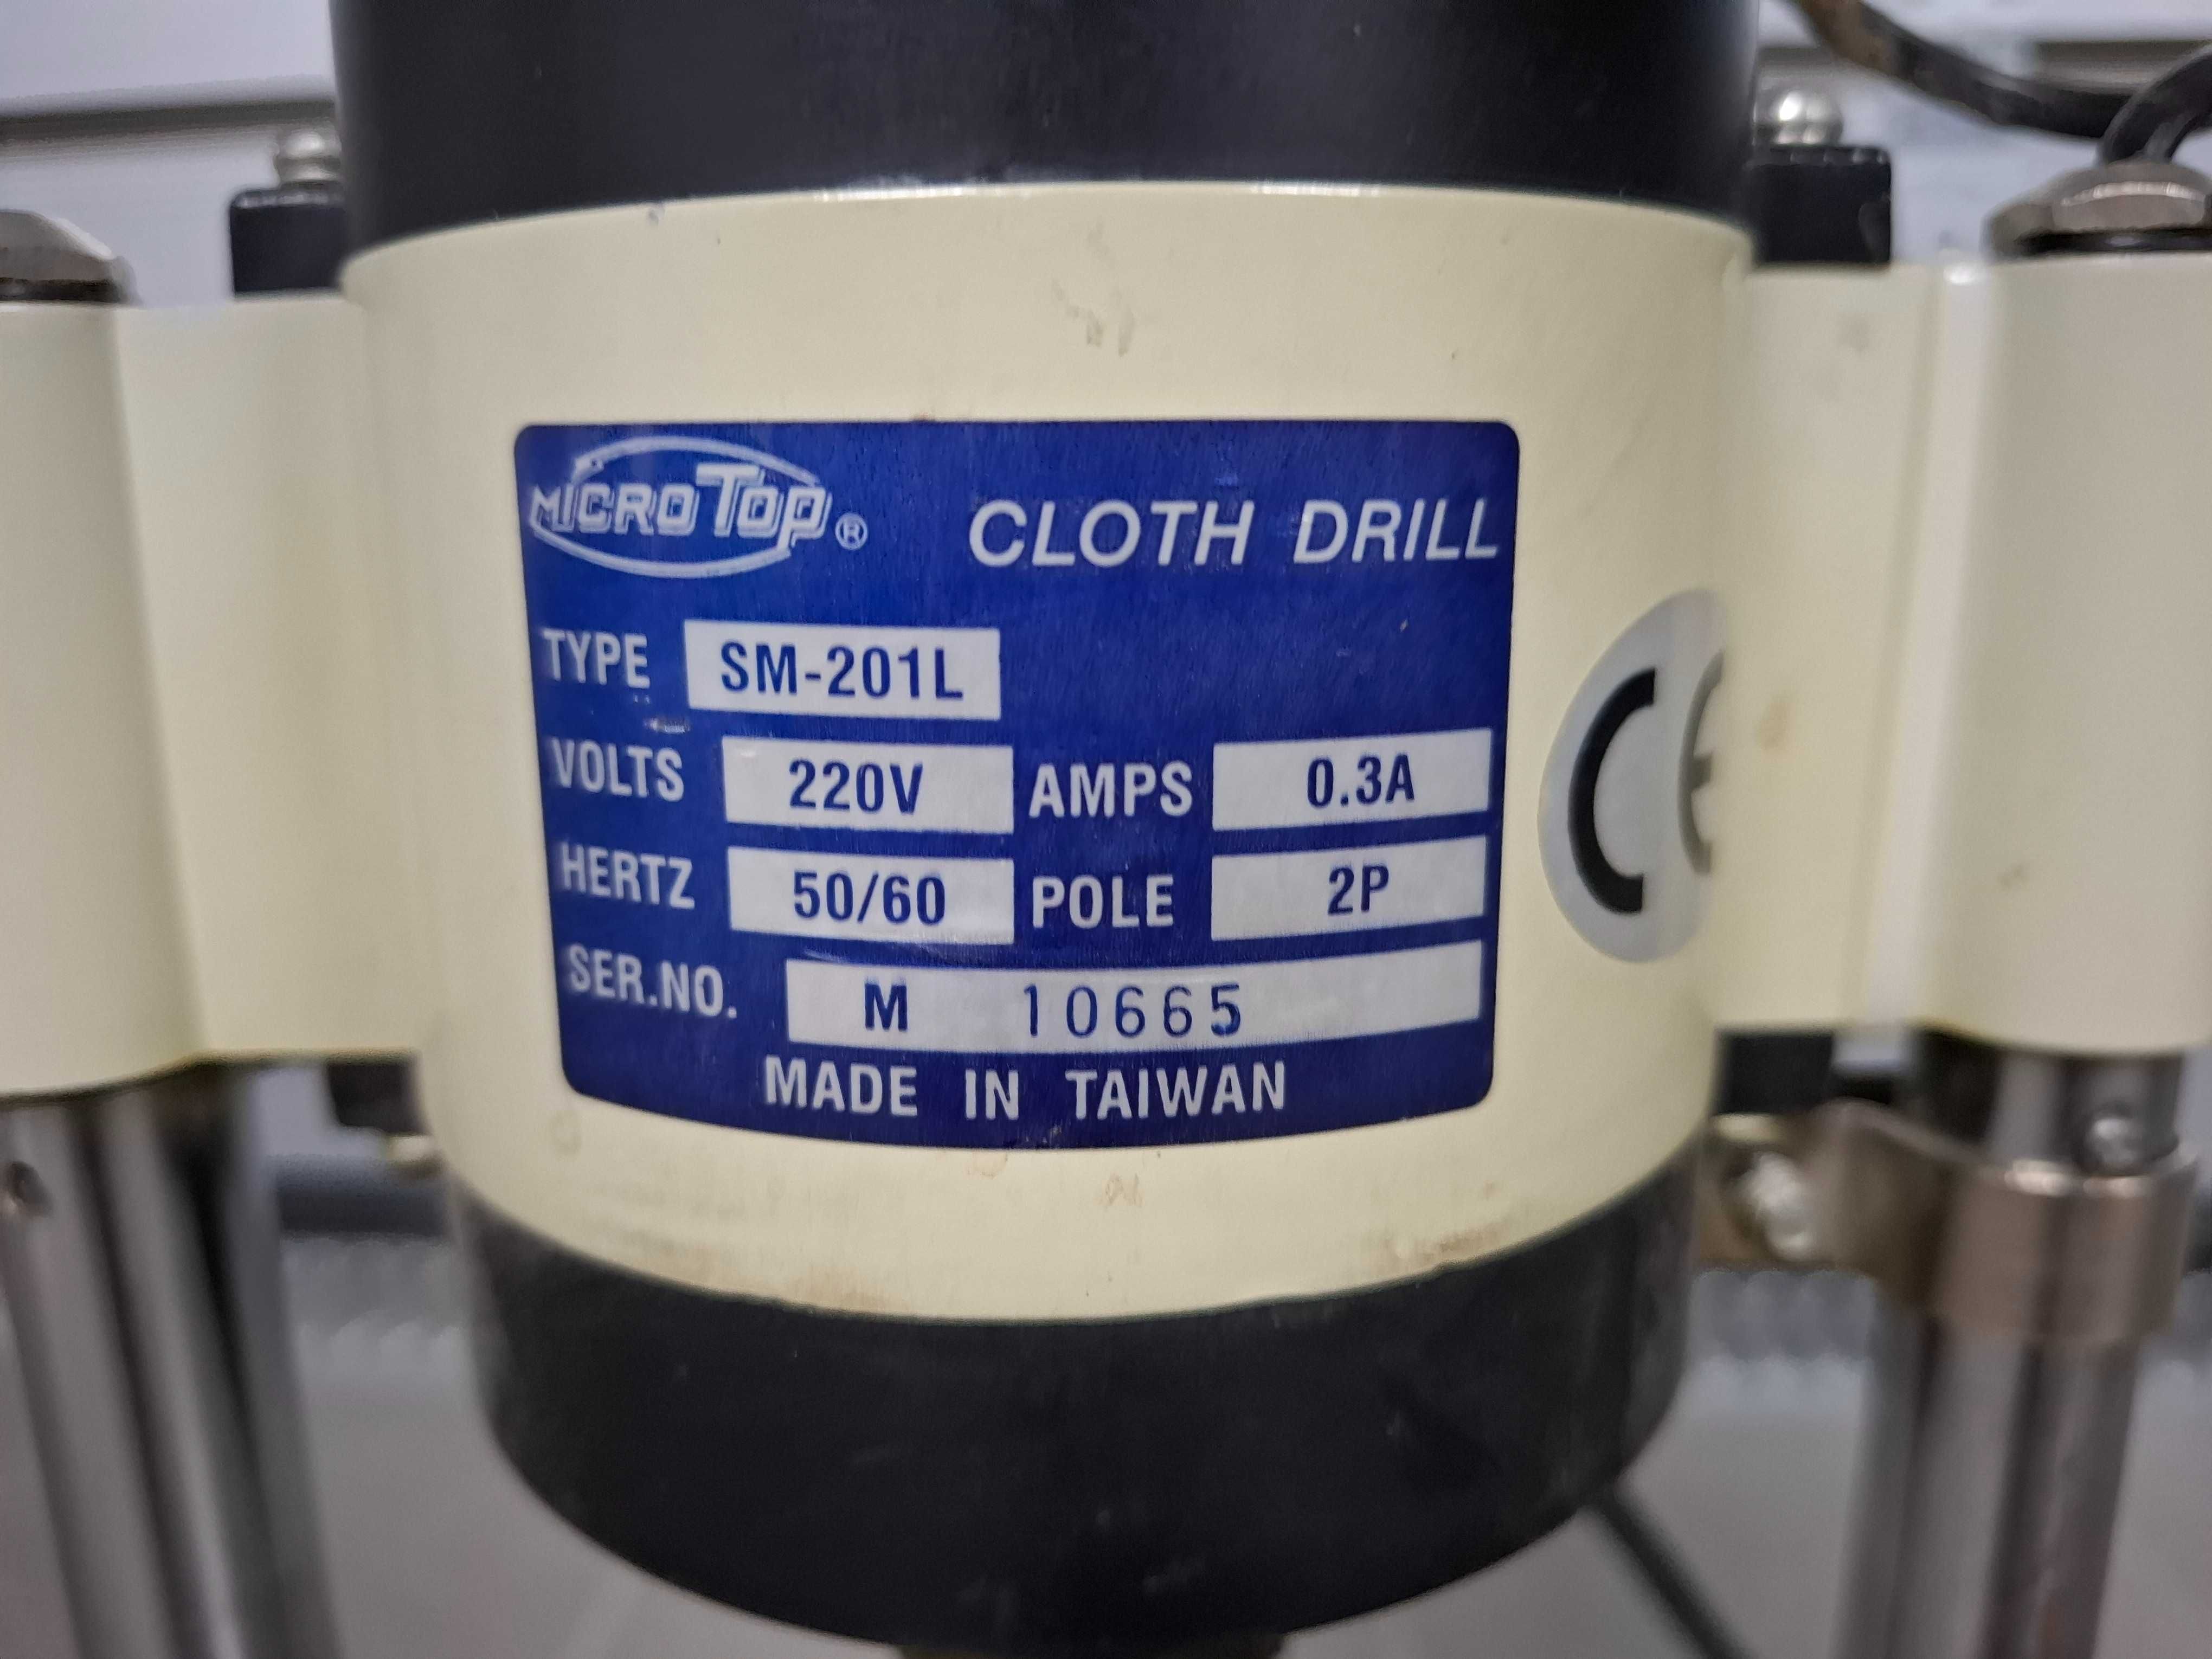 MICRO TOP ® CLOTH DRILL
TYPE SM-201L
VOLTS 220V AMPS 0.3A
HERTZ 50/60 POLE 2P
SER.NO. M 10665
MADE IN TAIWAN
CE